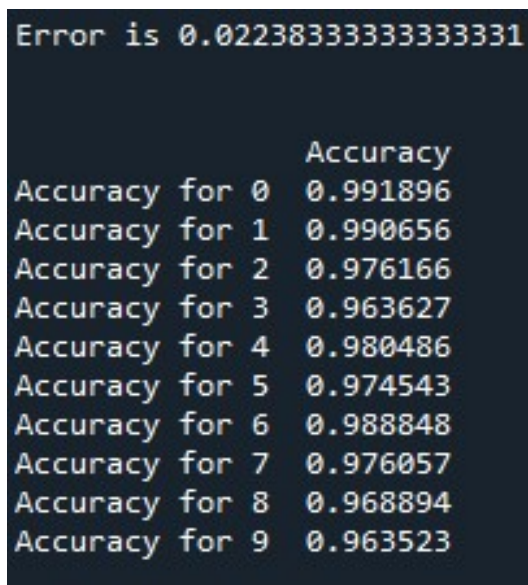 Error is 0.02238333333333331
Accuracy
Accuracy for 0 0.991896
Accuracy for 1 0.990656
Accuracy for 2 0.976166
Accuracy for 3 0.963627
Accuracy for 4 0.980486
Accuracy for 5 0.974543
Accuracy for 6 0.988848
Accuracy for 7 0.976057
Accuracy for 8 0.968894
Accuracy for 9 0.963523